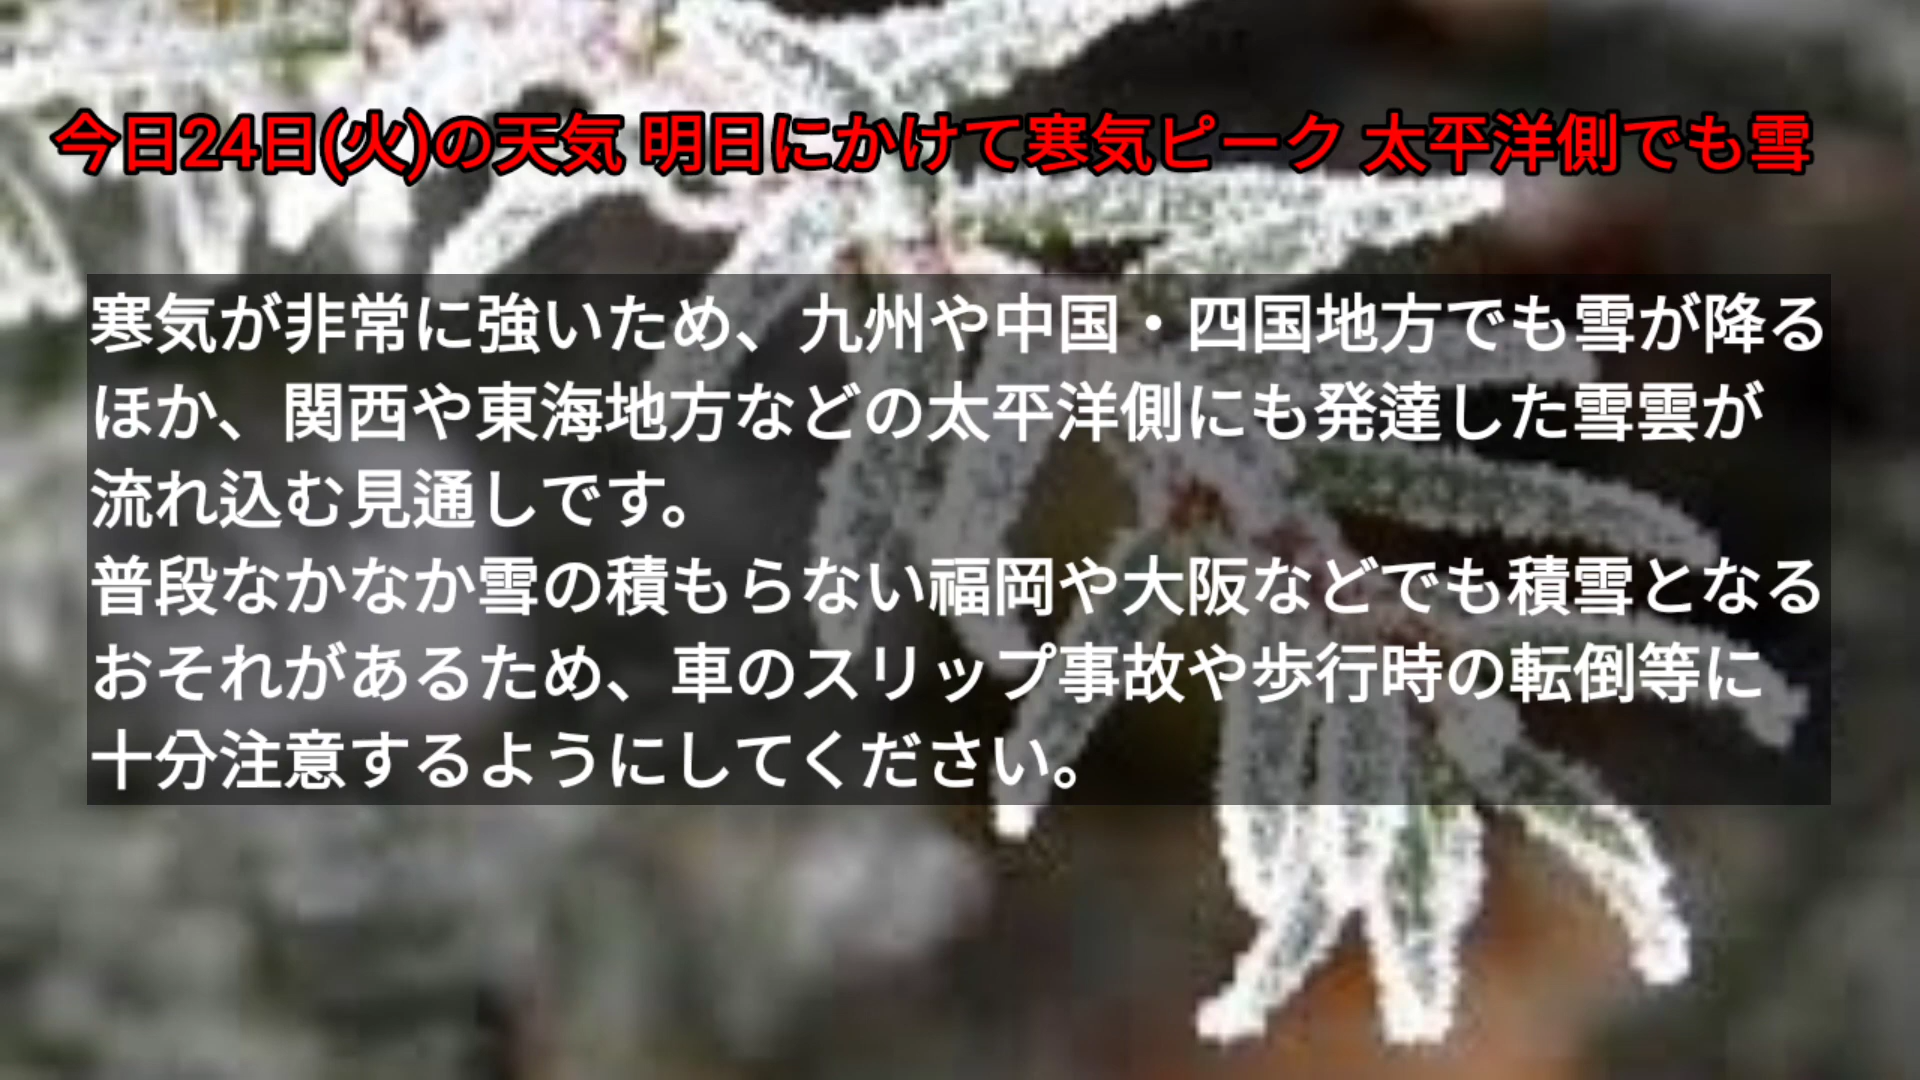 今日24日(火)の天気 明日にかけて寒気ピーク 太平洋側でも雪
寒気が非常に強いため、九州や中国・四国地方でも雪が降る
ほか、関西や東海地方などの太平洋側にも発達した雪雲が
流れ込む見通しです。
普段なかなか雪の積もらない福岡や大阪などでも積雪となる
おそれがあるため、車のスリップ事故や歩行時の転倒等に
十分注意するようにしてください。